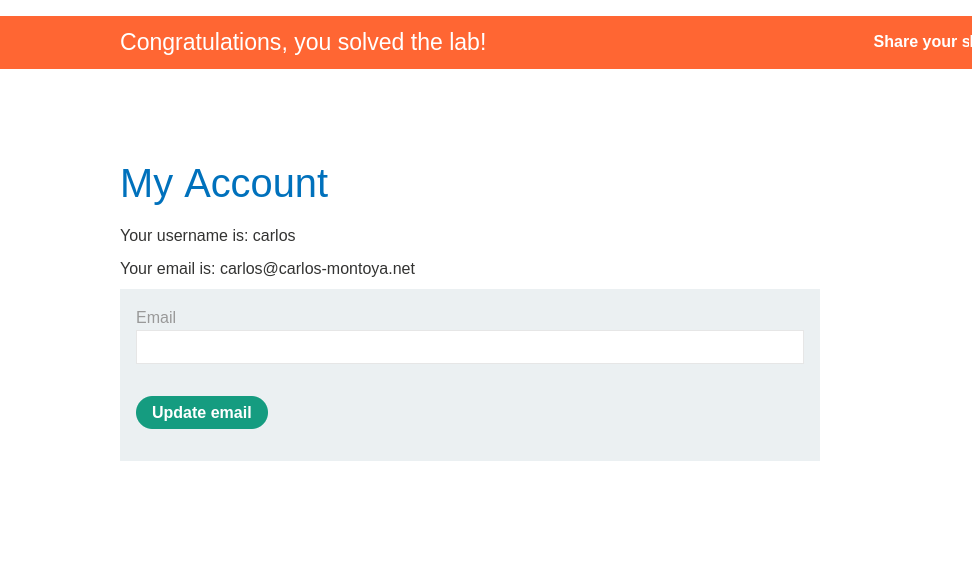 Congratulations, you solved the lab!
Share your
My Account
Your username is: carlos
Your email is: carlos@carlos-montoya.net
Email
Update email